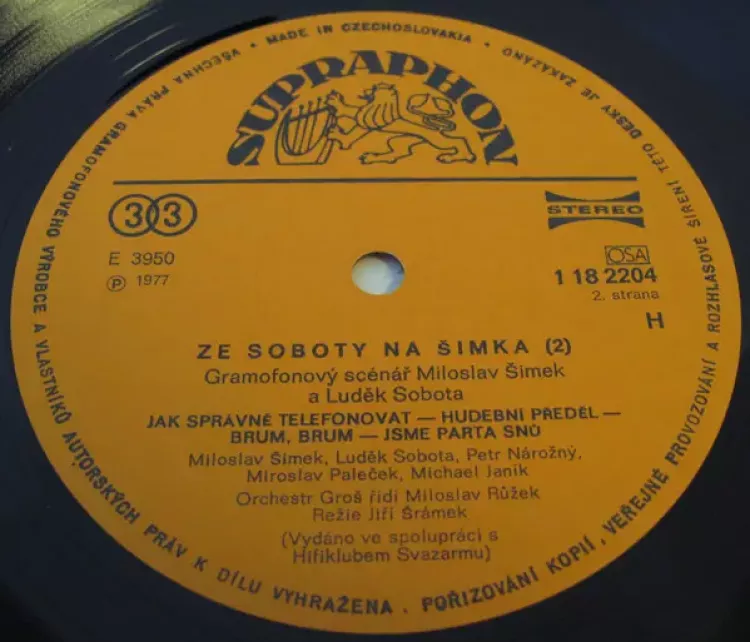 MADE IN CZECHOSLOVAKIA • VŠECHNA PRÁVA GRAMOFONOVÉHO VÝROBCE A VLASTNÍKŮ AUTORSKÝCH PRÁV K DÍLU VYHRAŽENA . POŘIZOVÁNÍ KOPIÍ, VEŘEJNÉ PROVOZOVÁNÍ A ROZHLASOVÉ ŠÍŘENÍ TÉTO DESKY JE ZAKÁZÁNO •
SUPRAPHON
33
STEREO
E 3950
OSA
℗ 1977
1 18 2204
2. strana
H
ZE SOBOTY NA ŠIMKA (2)
Gramofonový scénář Miloslav Šimek
a Luděk Sobota
JAK SPRÁVNĚ TELEFONOVAT — HUDEBNÍ PŘEDĚL —
BRUM, BRUM — JSME PARTA SNŮ
Miloslav Šimek, Luděk Sobota, Petr Nárožný,
Miroslav Paleček, Michael Janík
Orchestr Groš řídí Miloslav Růžek
Režie Jiří Šrámek
(Vydáno ve spolupráci s
Hifiklubem Svazarmu)